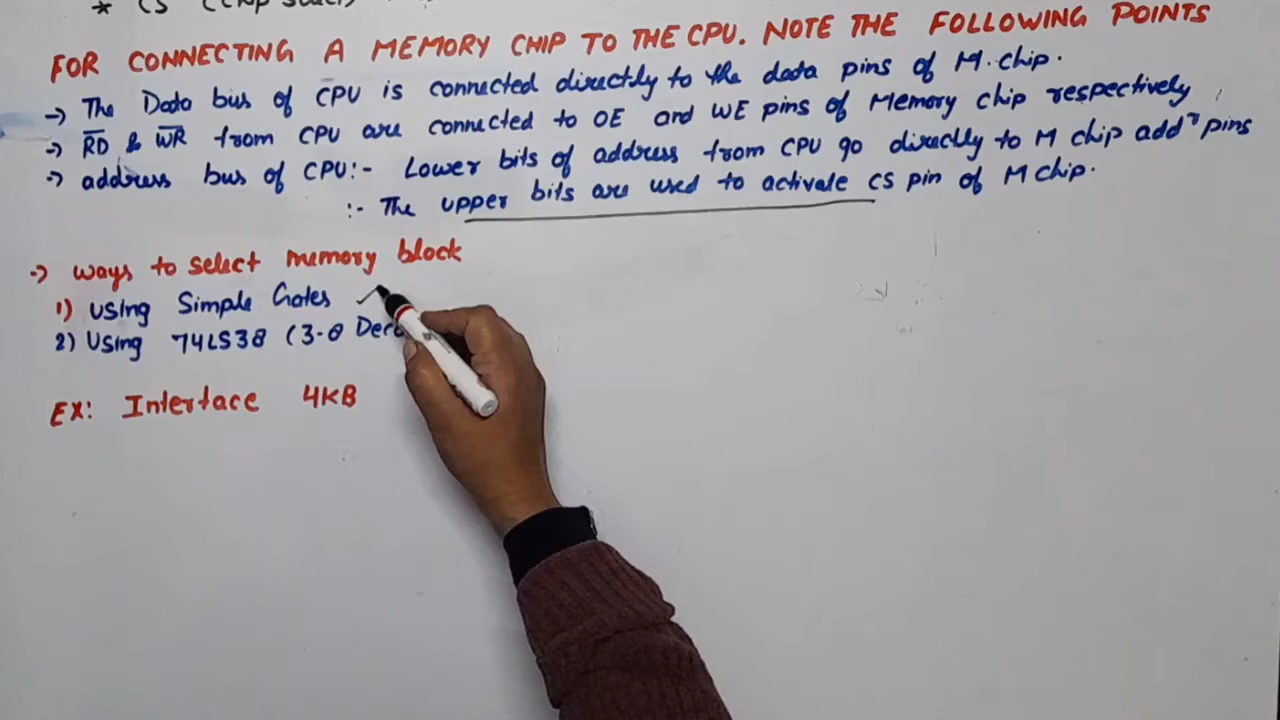 * CS (Chip Select)
FOR CONNECTING A MEMORY CHIP TO THE CPU. NOTE THE FOLLOWING POINTS
-> The Data bus of CPU is connected directly to the data pins of M.chip.
-> R̅D̅ & W̅R̅ from CPU are connected to OE and WE pins of Memory chip respectively
-> address bus of CPU:- Lower bits of address from CPU go directly to M chip addr pins
:- The upper bits are used to activate CS pin of M chip.
-> ways to select memory block
1) using Simple Gates
2) Using 74LS38 (3-8 Deco
EX: Interface 4KB